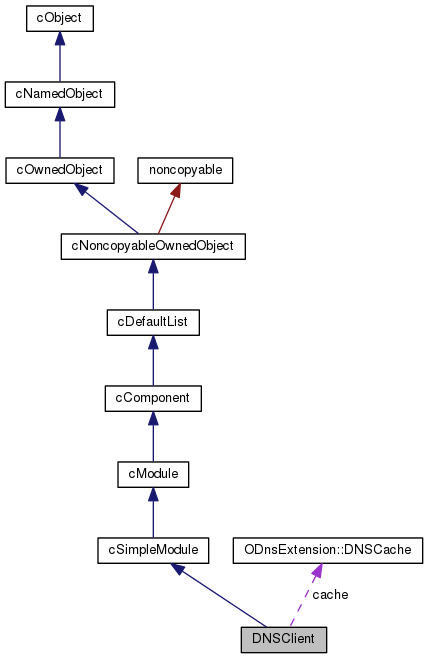 cObject
cNamedObject
cOwnedObject
noncopyable
cNoncopyableOwnedObject
cDefaultList
cComponent
cModule
cSimpleModule
ODnsExtension::DNSCache
cache
DNSClient